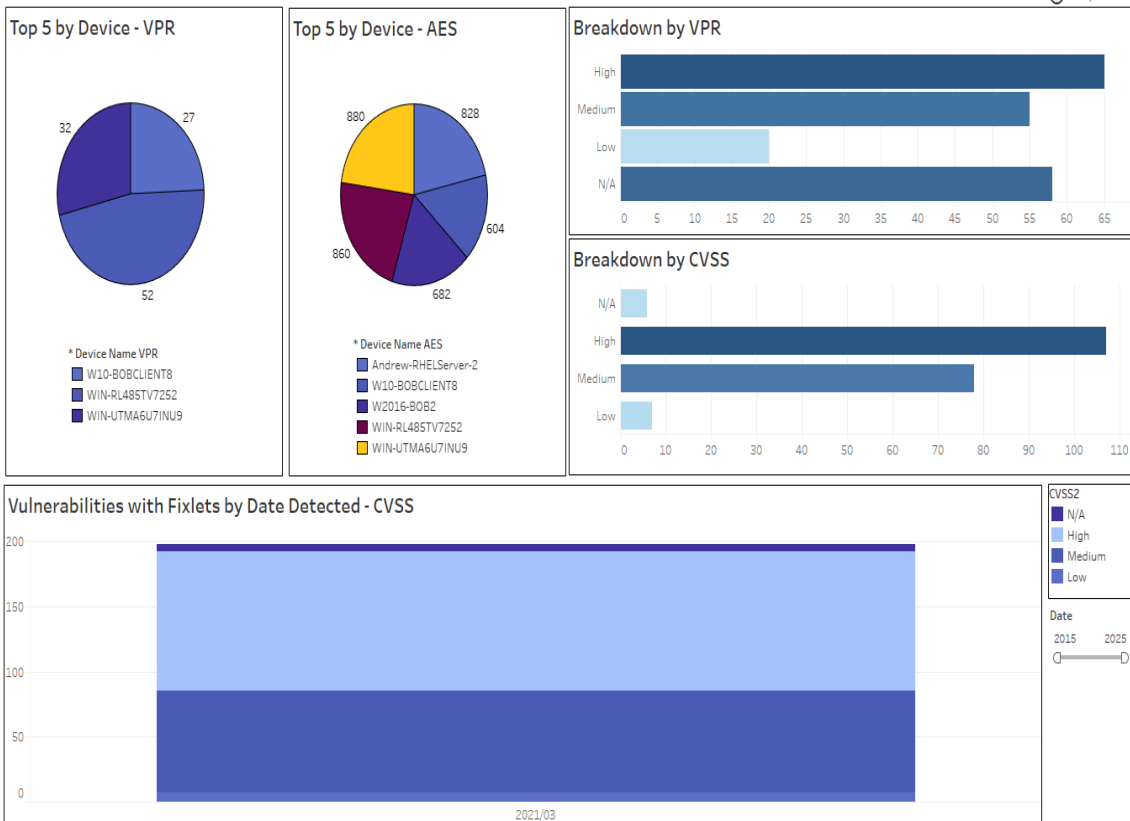 Top 5 by Device - VPR
32
27
52
* Device Name VPR
W10-BOBCLIENT8
WIN-RL485TV7252
WIN-UTMA6U7INU9
Top 5 by Device - AES
880
828
860
604
682
* Device Name AES
Andrew-RHELServer-2
W10-BOBCLIENT8
W2016-BOB2
WIN-RL485TV7252
WIN-UTMA6U7INU9
Breakdown by VPR
High
Medium
Low
N/A
0 5 10 15 20 25 30 35 40 45 50 55 60 65
Breakdown by CVSS
N/A
High
Medium
Low
0 10 20 30 40 50 60 70 80 90 100 110
Vulnerabilities with Fixlets by Date Detected - CVSS
200
150
100
50
0
2021/03
CVSS2
N/A
High
Medium
Low
Date
2015 2025